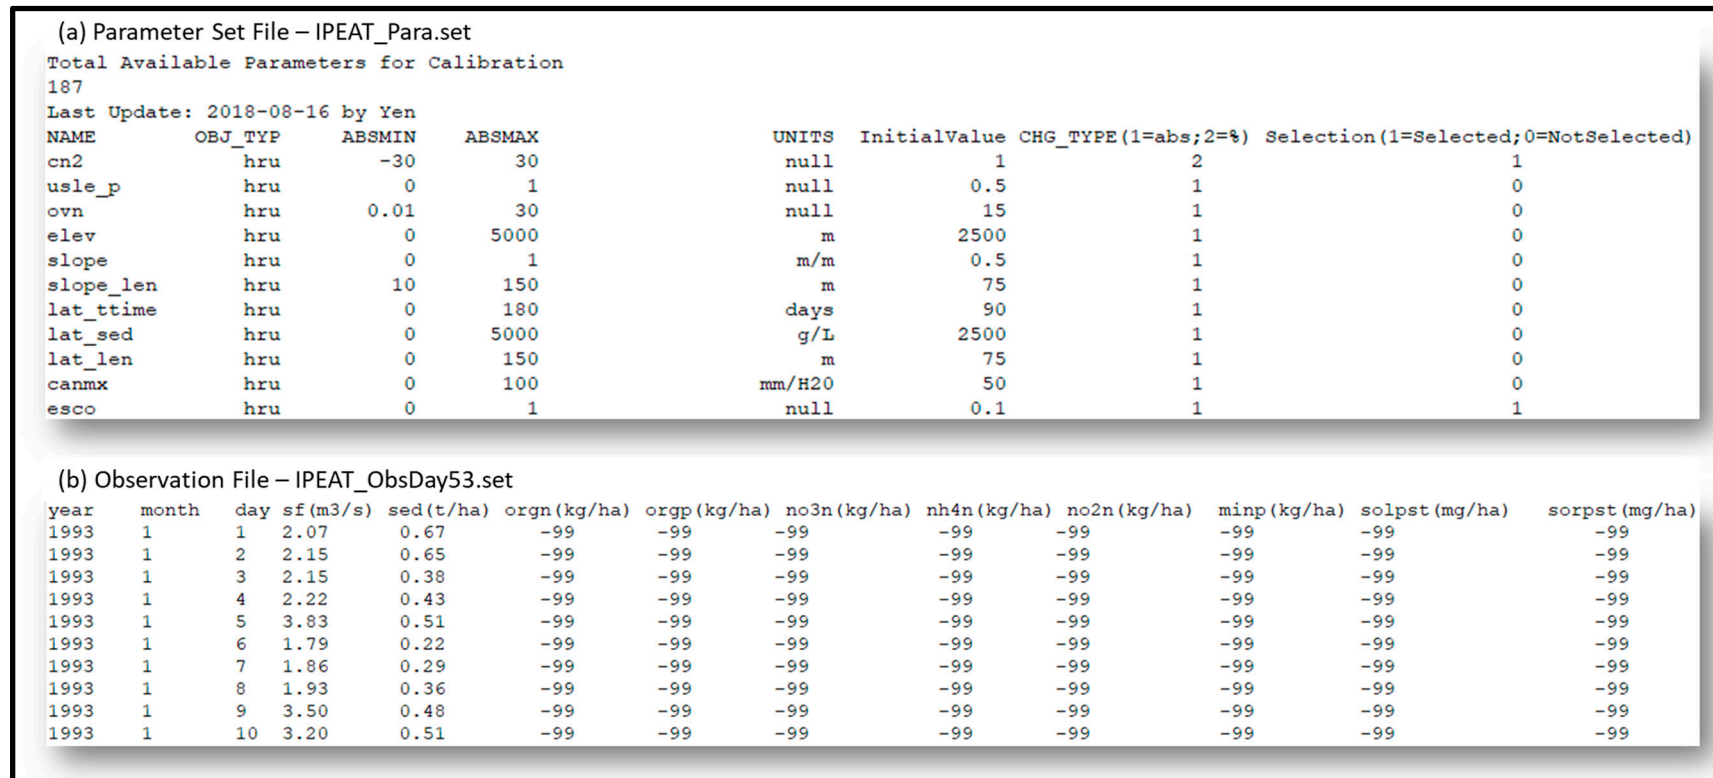 (a) Parameter Set File – IPEAT_Para.set
Total Available Parameters for Calibration
187
Last Update: 2018-08-16 by Yen
NAME OBJ_TYP ABSMIN ABSMAX UNITS InitialValue CHG_TYPE(1=abs;2=%) Selection(1=Selected;0=NotSelected)
cn2 hru -30 30 null 1 2 1
usle_p hru 0 1 null 0.5 1 0
ovn hru 0.01 30 null 15 1 0
elev hru 0 5000 m 2500 1 0
slope hru 0 1 m/m 0.5 1 0
slope_len hru 10 150 m 75 1 0
lat_ttime hru 0 180 days 90 1 0
lat_sed hru 0 5000 g/L 2500 1 0
lat_len hru 0 150 m 75 1 0
canmx hru 0 100 mm/H20 50 1 0
esco hru 0 1 null 0.1 1 1
(b) Observation File – IPEAT_ObsDay53.set
year month day sf(m3/s) sed(t/ha) orgn(kg/ha) orgp(kg/ha) no3n(kg/ha) nh4n(kg/ha) no2n(kg/ha) minp(kg/ha) solpst(mg/ha) sorpst(mg/ha)
1993 1 1 2.07 0.67 -99 -99 -99 -99 -99 -99 -99 -99
1993 1 2 2.15 0.65 -99 -99 -99 -99 -99 -99 -99 -99
1993 1 3 2.15 0.38 -99 -99 -99 -99 -99 -99 -99 -99
1993 1 4 2.22 0.43 -99 -99 -99 -99 -99 -99 -99 -99
1993 1 5 3.83 0.51 -99 -99 -99 -99 -99 -99 -99 -99
1993 1 6 1.79 0.22 -99 -99 -99 -99 -99 -99 -99 -99
1993 1 7 1.86 0.29 -99 -99 -99 -99 -99 -99 -99 -99
1993 1 8 1.93 0.36 -99 -99 -99 -99 -99 -99 -99 -99
1993 1 9 3.50 0.48 -99 -99 -99 -99 -99 -99 -99 -99
1993 1 10 3.20 0.51 -99 -99 -99 -99 -99 -99 -99 -99